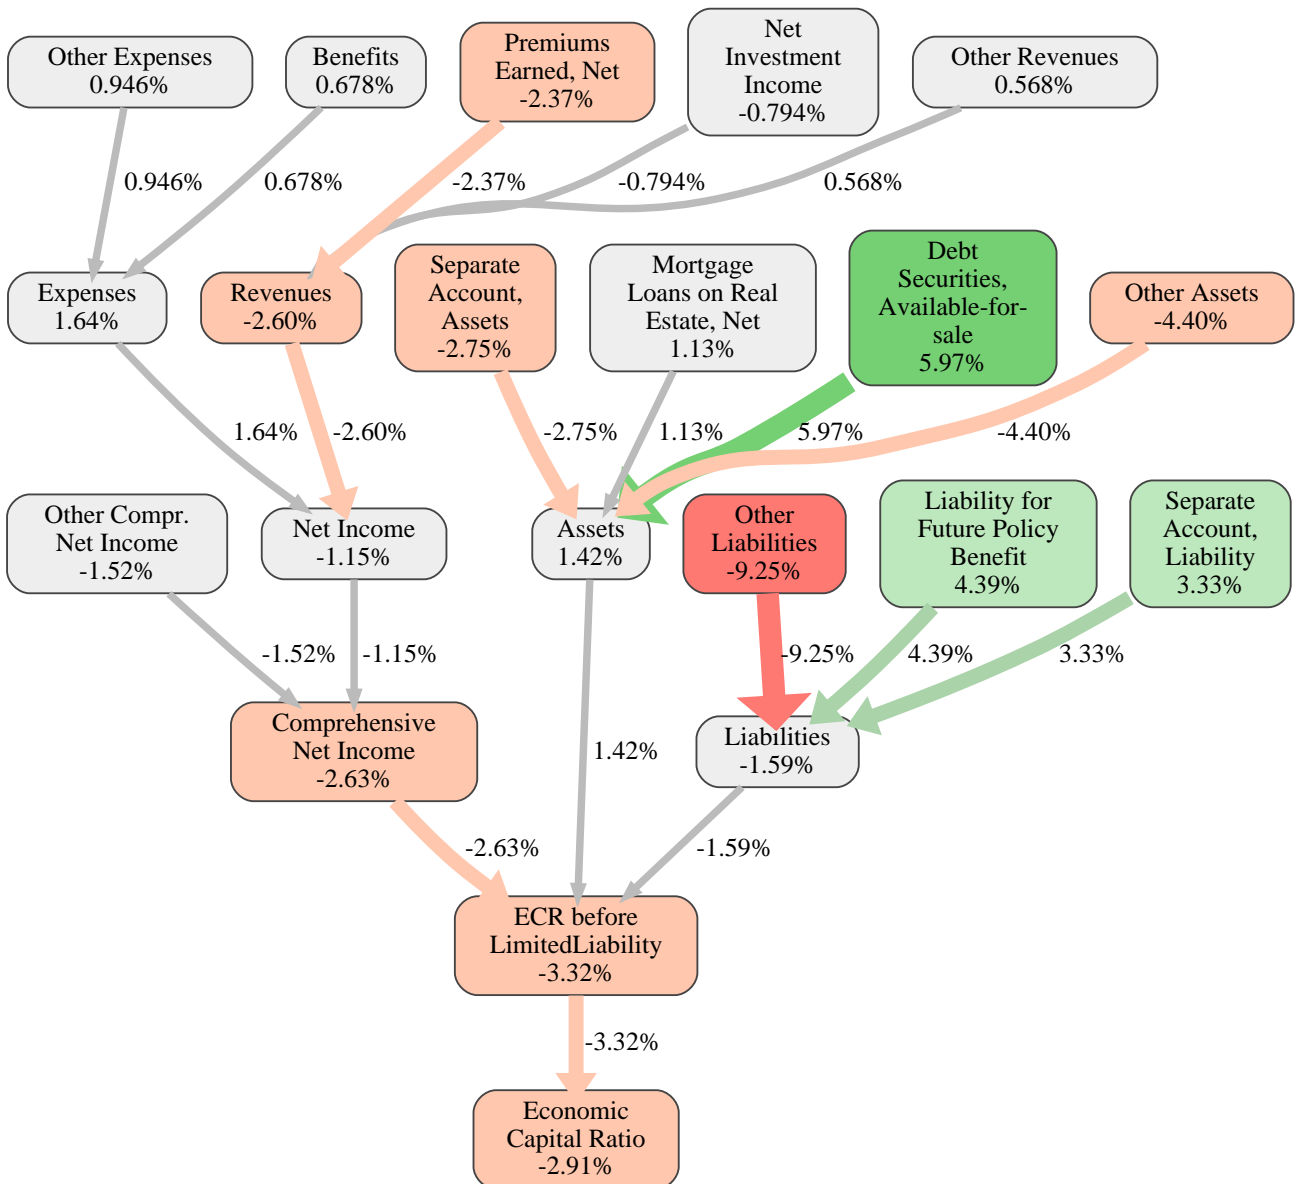 Other Expenses
0.946%
Benefits
0.678%
Premiums
Earned, Net
-2.37%
Net
Investment
Income
-0.794%
Other Revenues
0.568%
0.946%
0.678%
-2.37%
-0.794%
0.568%
Expenses
1.64%
Revenues
-2.60%
Separate
Account,
Assets
-2.75%
Mortgage
Loans on Real
Estate, Net
1.13%
Debt
Securities,
Available-for-
sale
5.97%
Other Assets
-4.40%
1.64%
-2.60%
-2.75%
1.13%
5.97%
-4.40%
Other Compr.
Net Income
-1.52%
Net Income
-1.15%
Assets
1.42%
Other
Liabilities
-9.25%
Liability for
Future Policy
Benefit
4.39%
Separate
Account,
Liability
3.33%
-1.52%
-1.15%
-9.25%
4.39%
3.33%
Comprehensive
Net Income
-2.63%
1.42%
Liabilities
-1.59%
-2.63%
-1.59%
ECR before
LimitedLiability
-3.32%
-3.32%
Economic
Capital Ratio
-2.91%